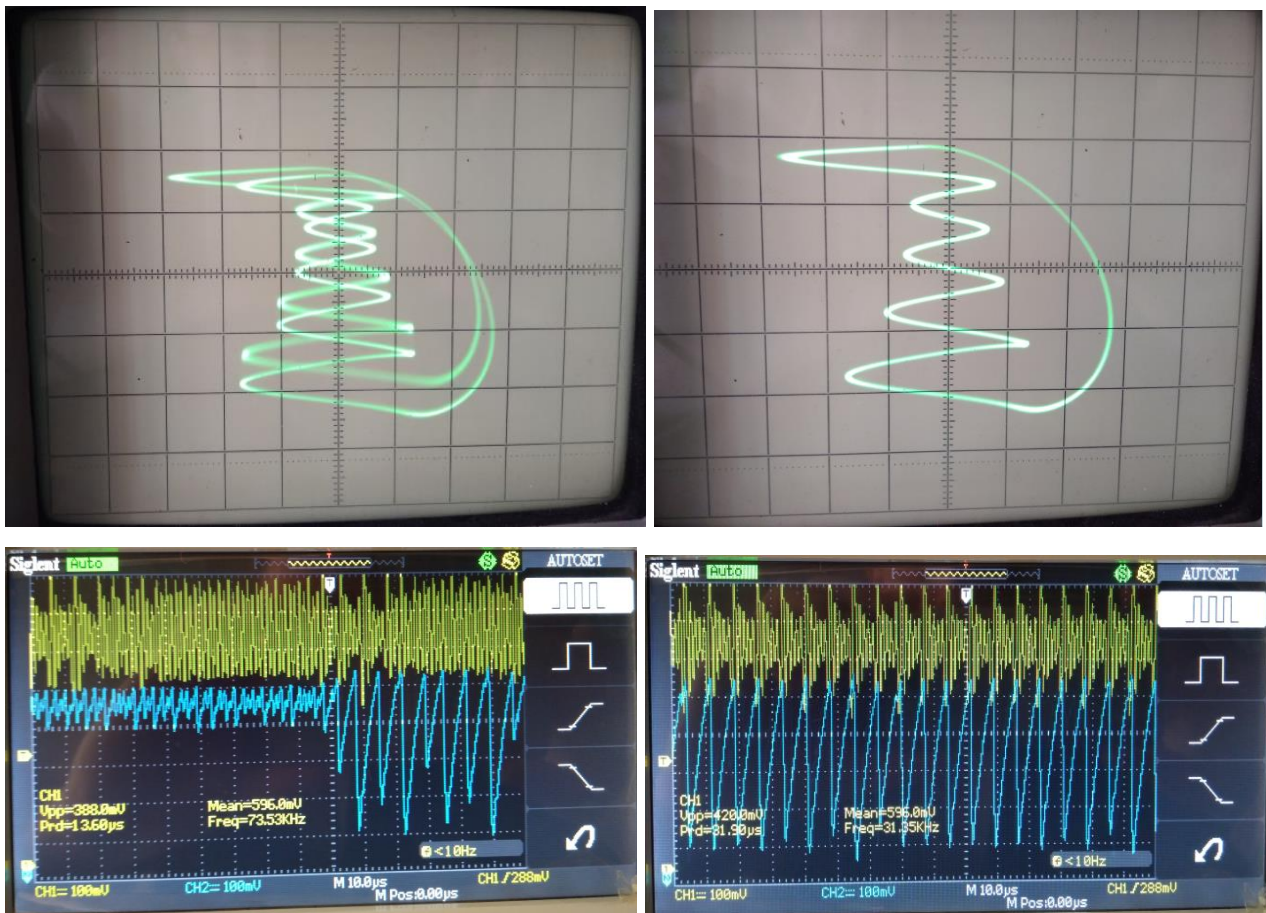 Siglent Auto AUTOSET
CH1
Vpp=388.0mV Mean=596.0mV
Prd=13.60µs Freq=73.53KHz
<10Hz
CH1 100mV CH2 100mV M 10.0µs CH1 /288mV
M Pos:0.00µs
Siglent Auto AUTOSET
CH1
Vpp=420.0mV Mean=596.0mV
Prd=31.90µs Freq=31.35KHz
<10Hz
CH1 100mV CH2 100mV M 10.0µs CH1 /288mV
M Pos:0.00µs